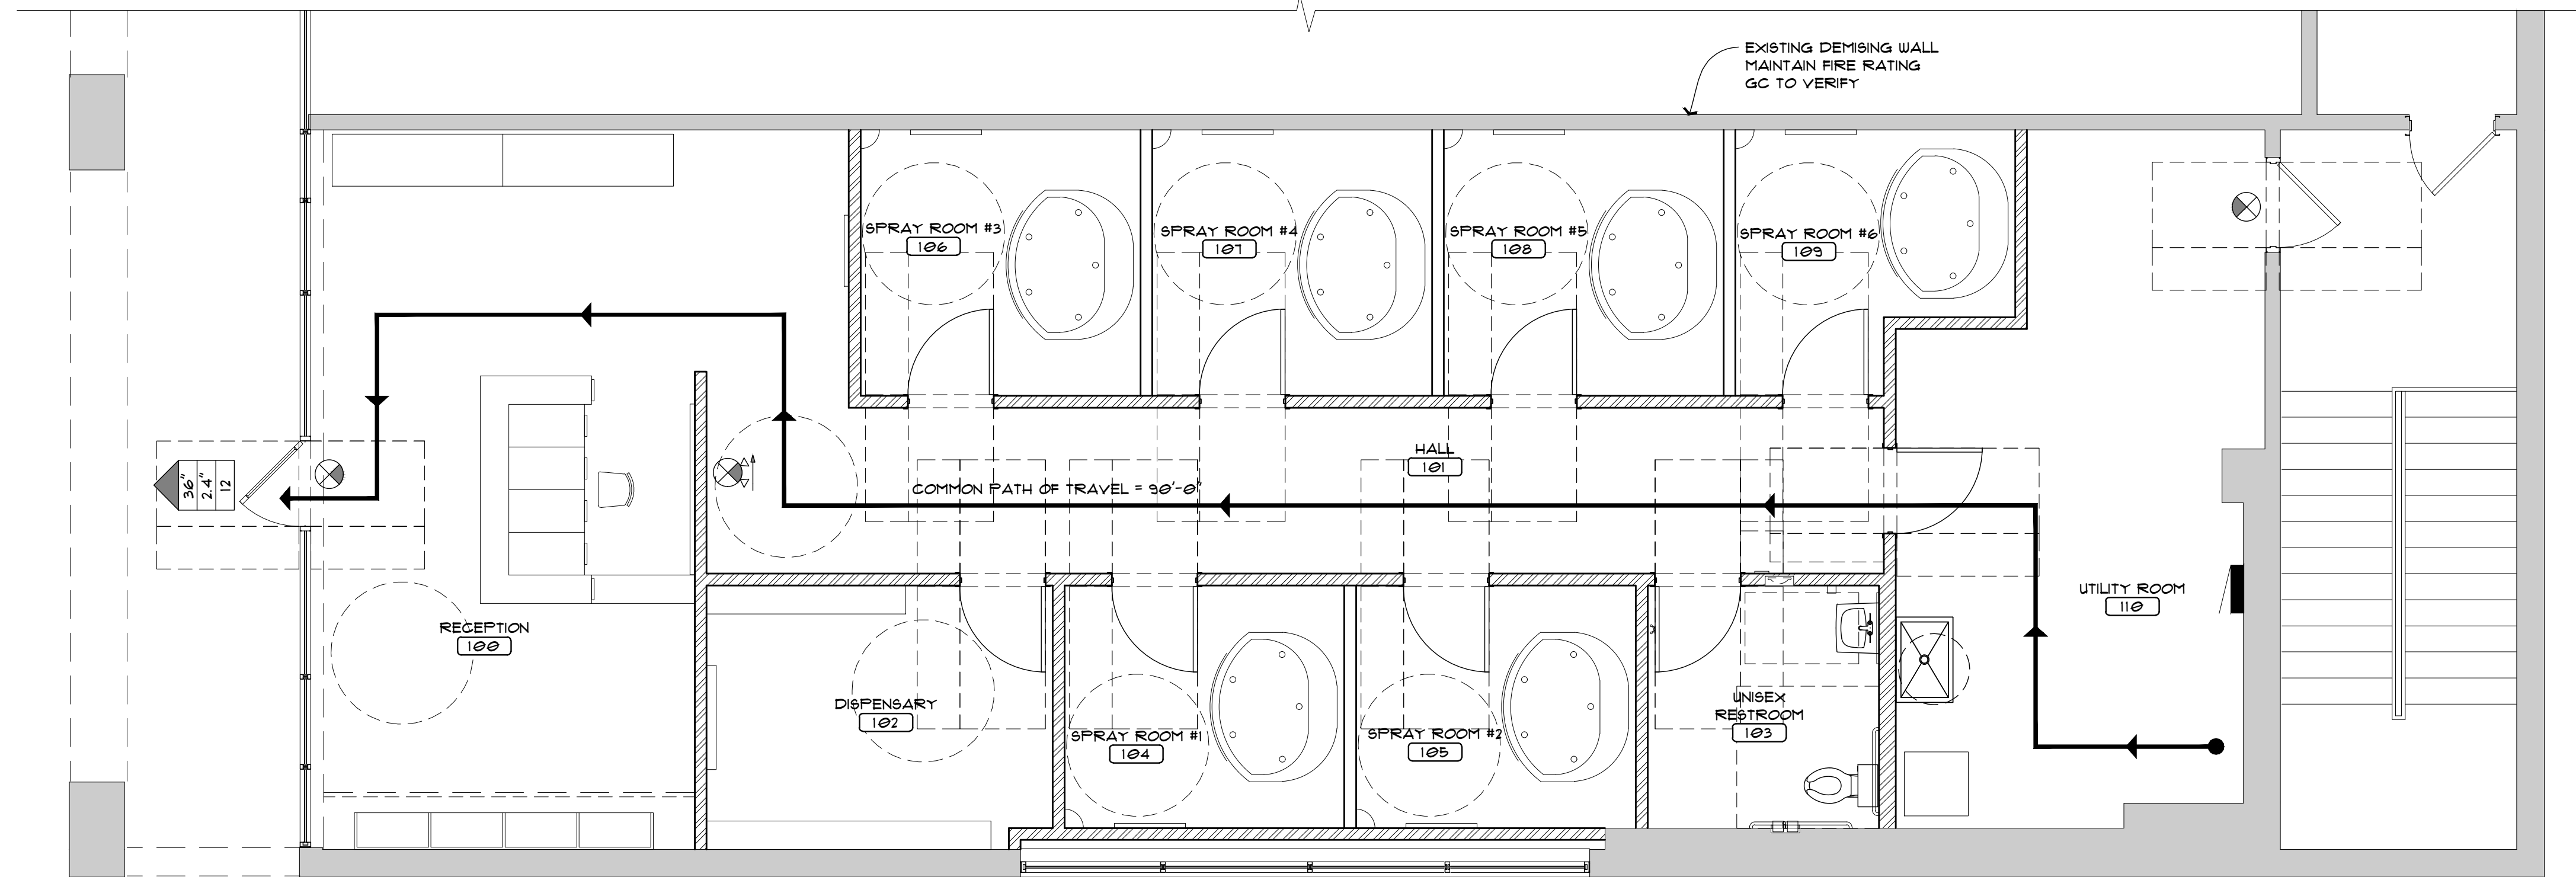 EXISTING DEMISING WALL
MAINTAIN FIRE RATING
GC TO VERIFY
SPRAY ROOM #3
106
SPRAY ROOM #4
107
SPRAY ROOM #5
108
SPRAY ROOM #6
109
HALL
101
COMMON PATH OF TRAVEL = 90'-0"
36"
2.4"
12
UTILITY ROOM
110
RECEPTION
100
DISPENSARY
102
SPRAY ROOM #1
104
SPRAY ROOM #2
105
UNISEX
RESTROOM
103